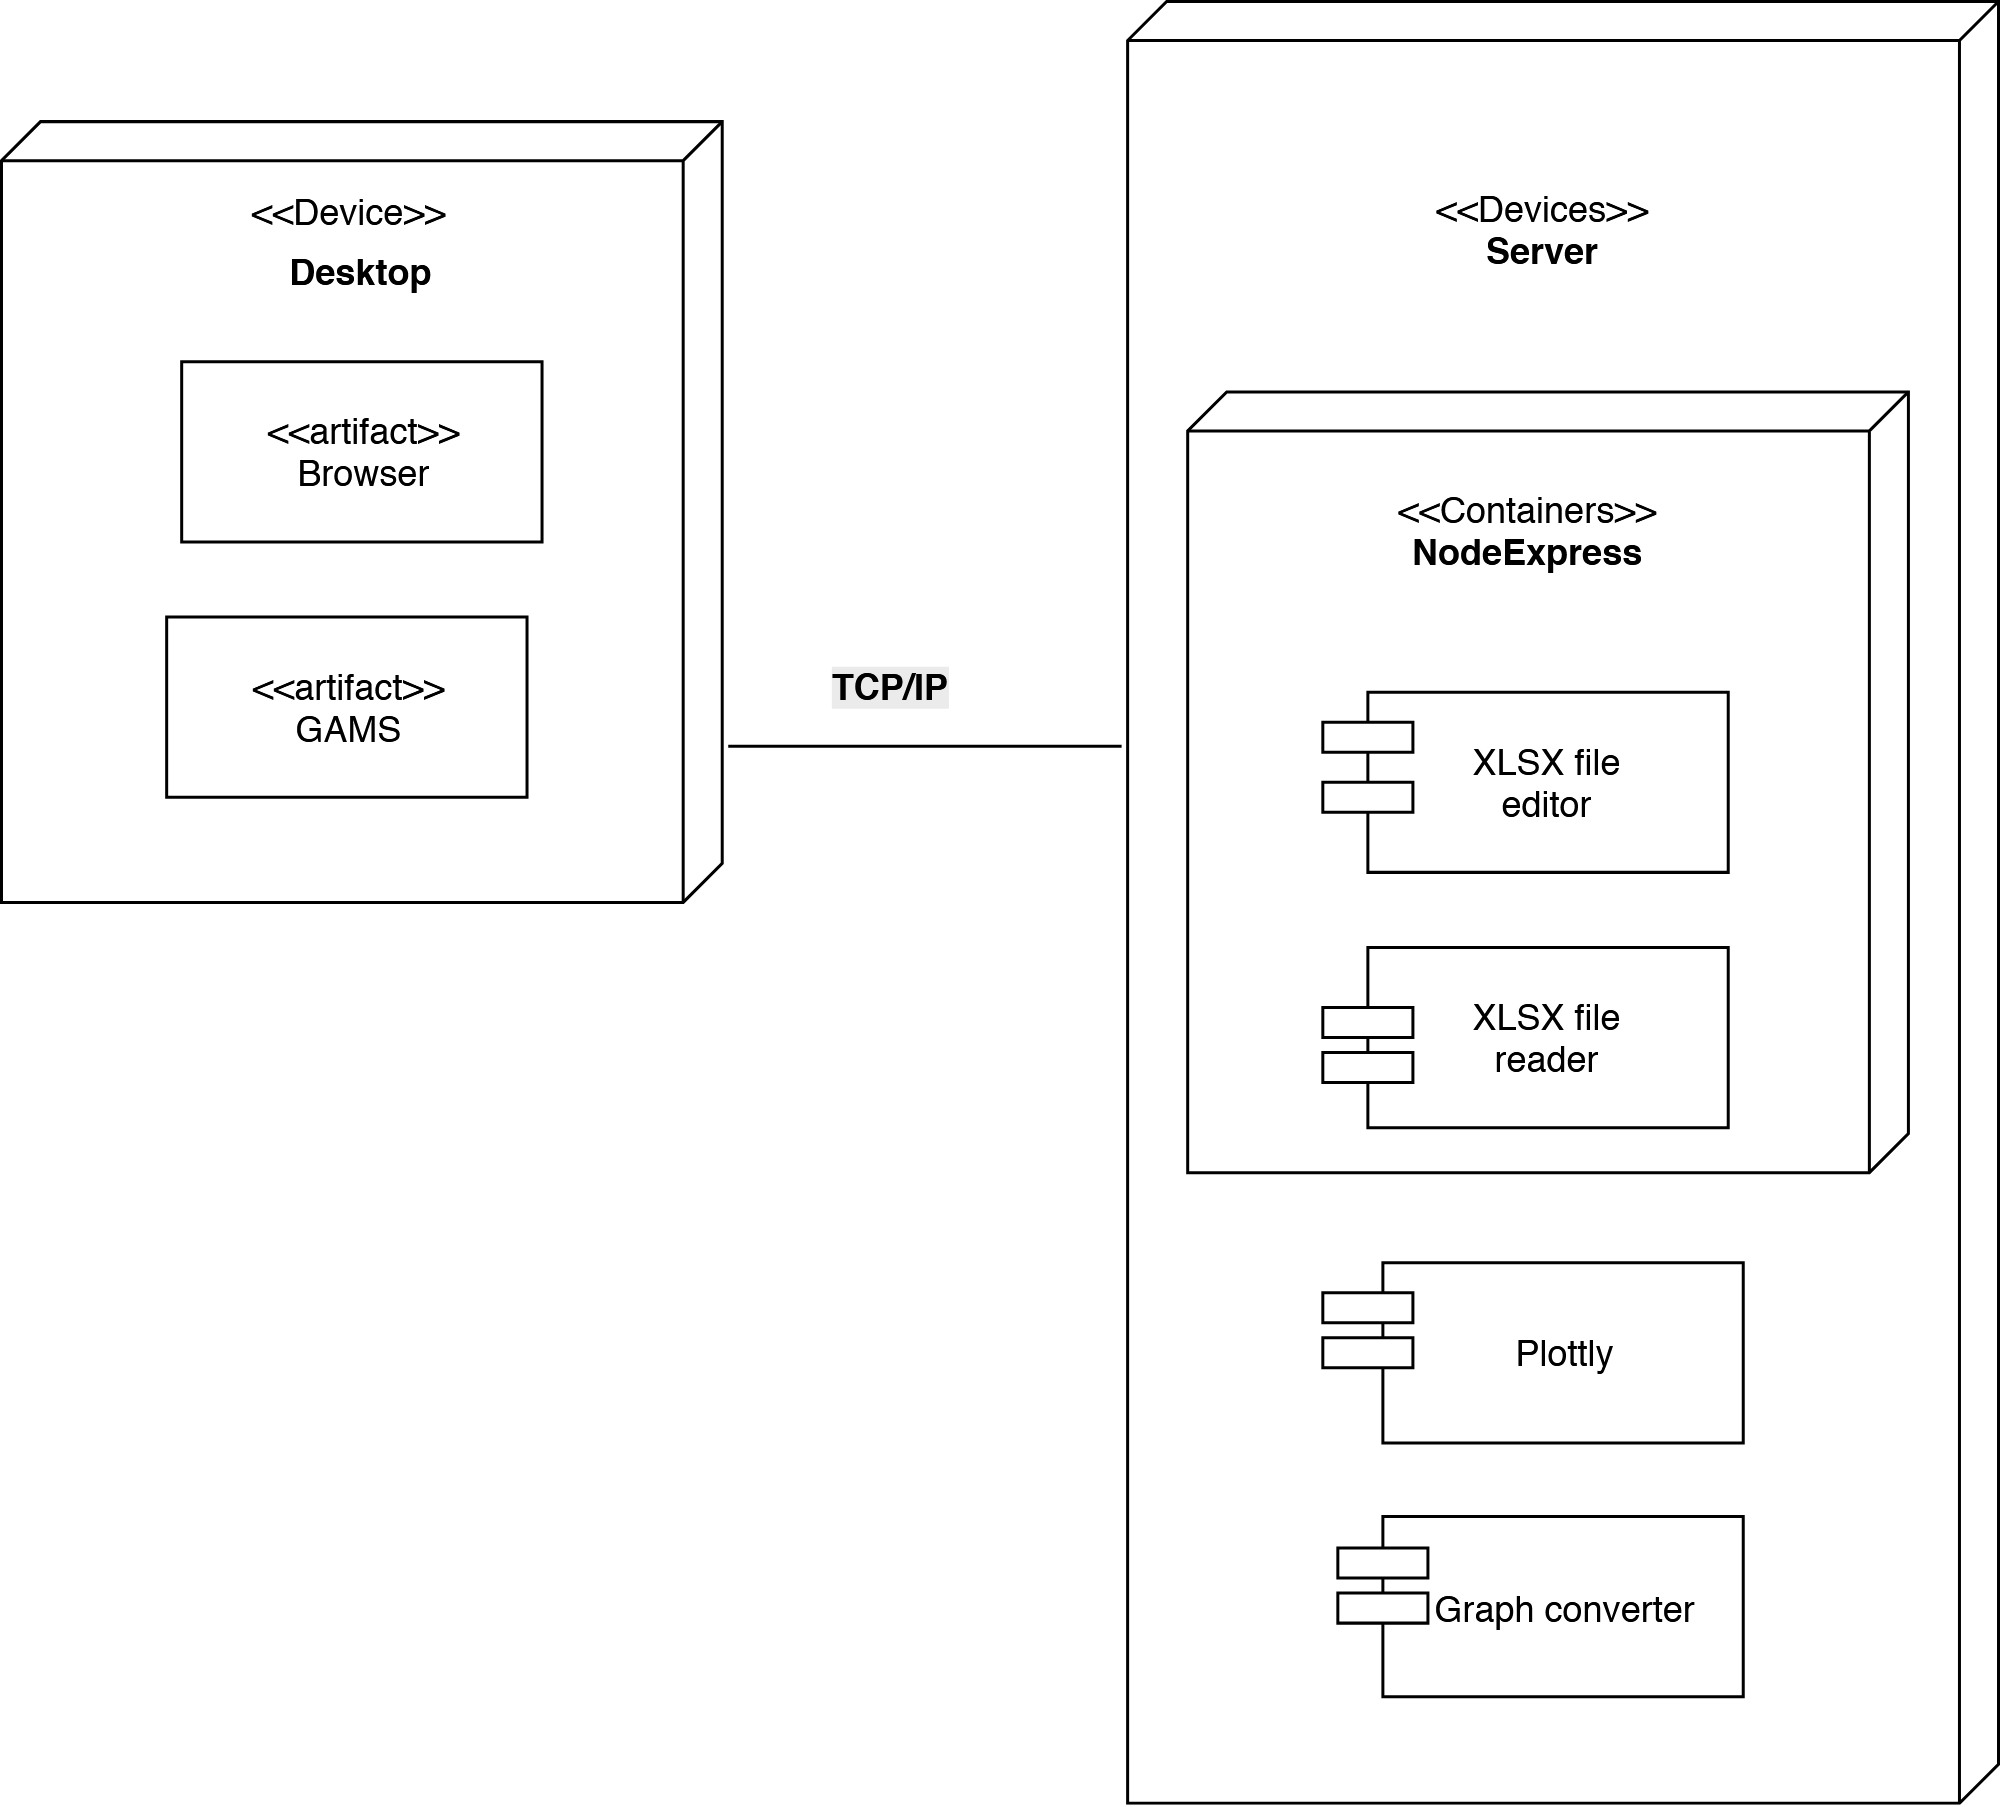 <<Device>>
Desktop
<<artifact>>
Browser
<<artifact>>
GAMS
TCP/IP
<<Devices>>
Server
<<Containers>>
NodeExpress
XLSX file
editor
XLSX file
reader
Plottly
Graph converter